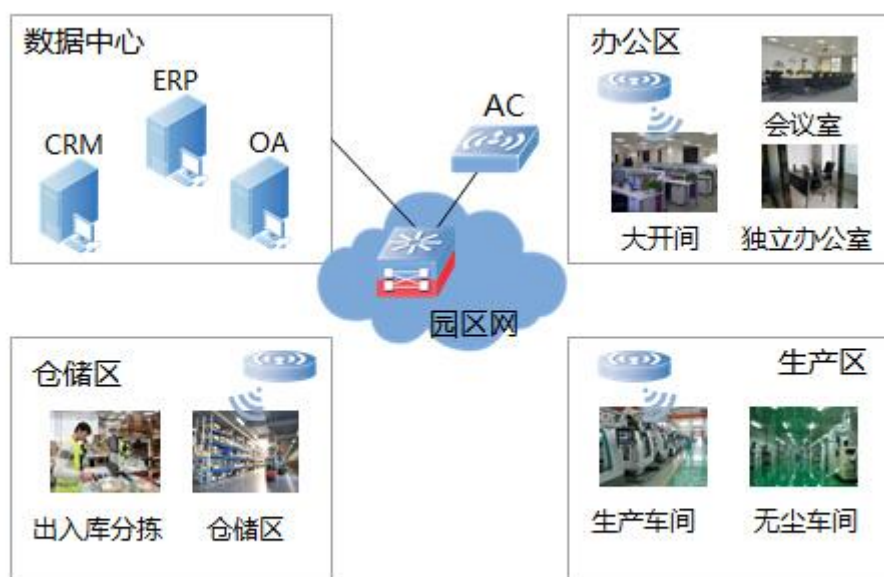 数据中心
ERP
CRM
OA
AC
办公区
会议室
大开间
独立办公室
园区网
仓储区
出入库分拣
仓储区
生产区
生产车间
无尘车间